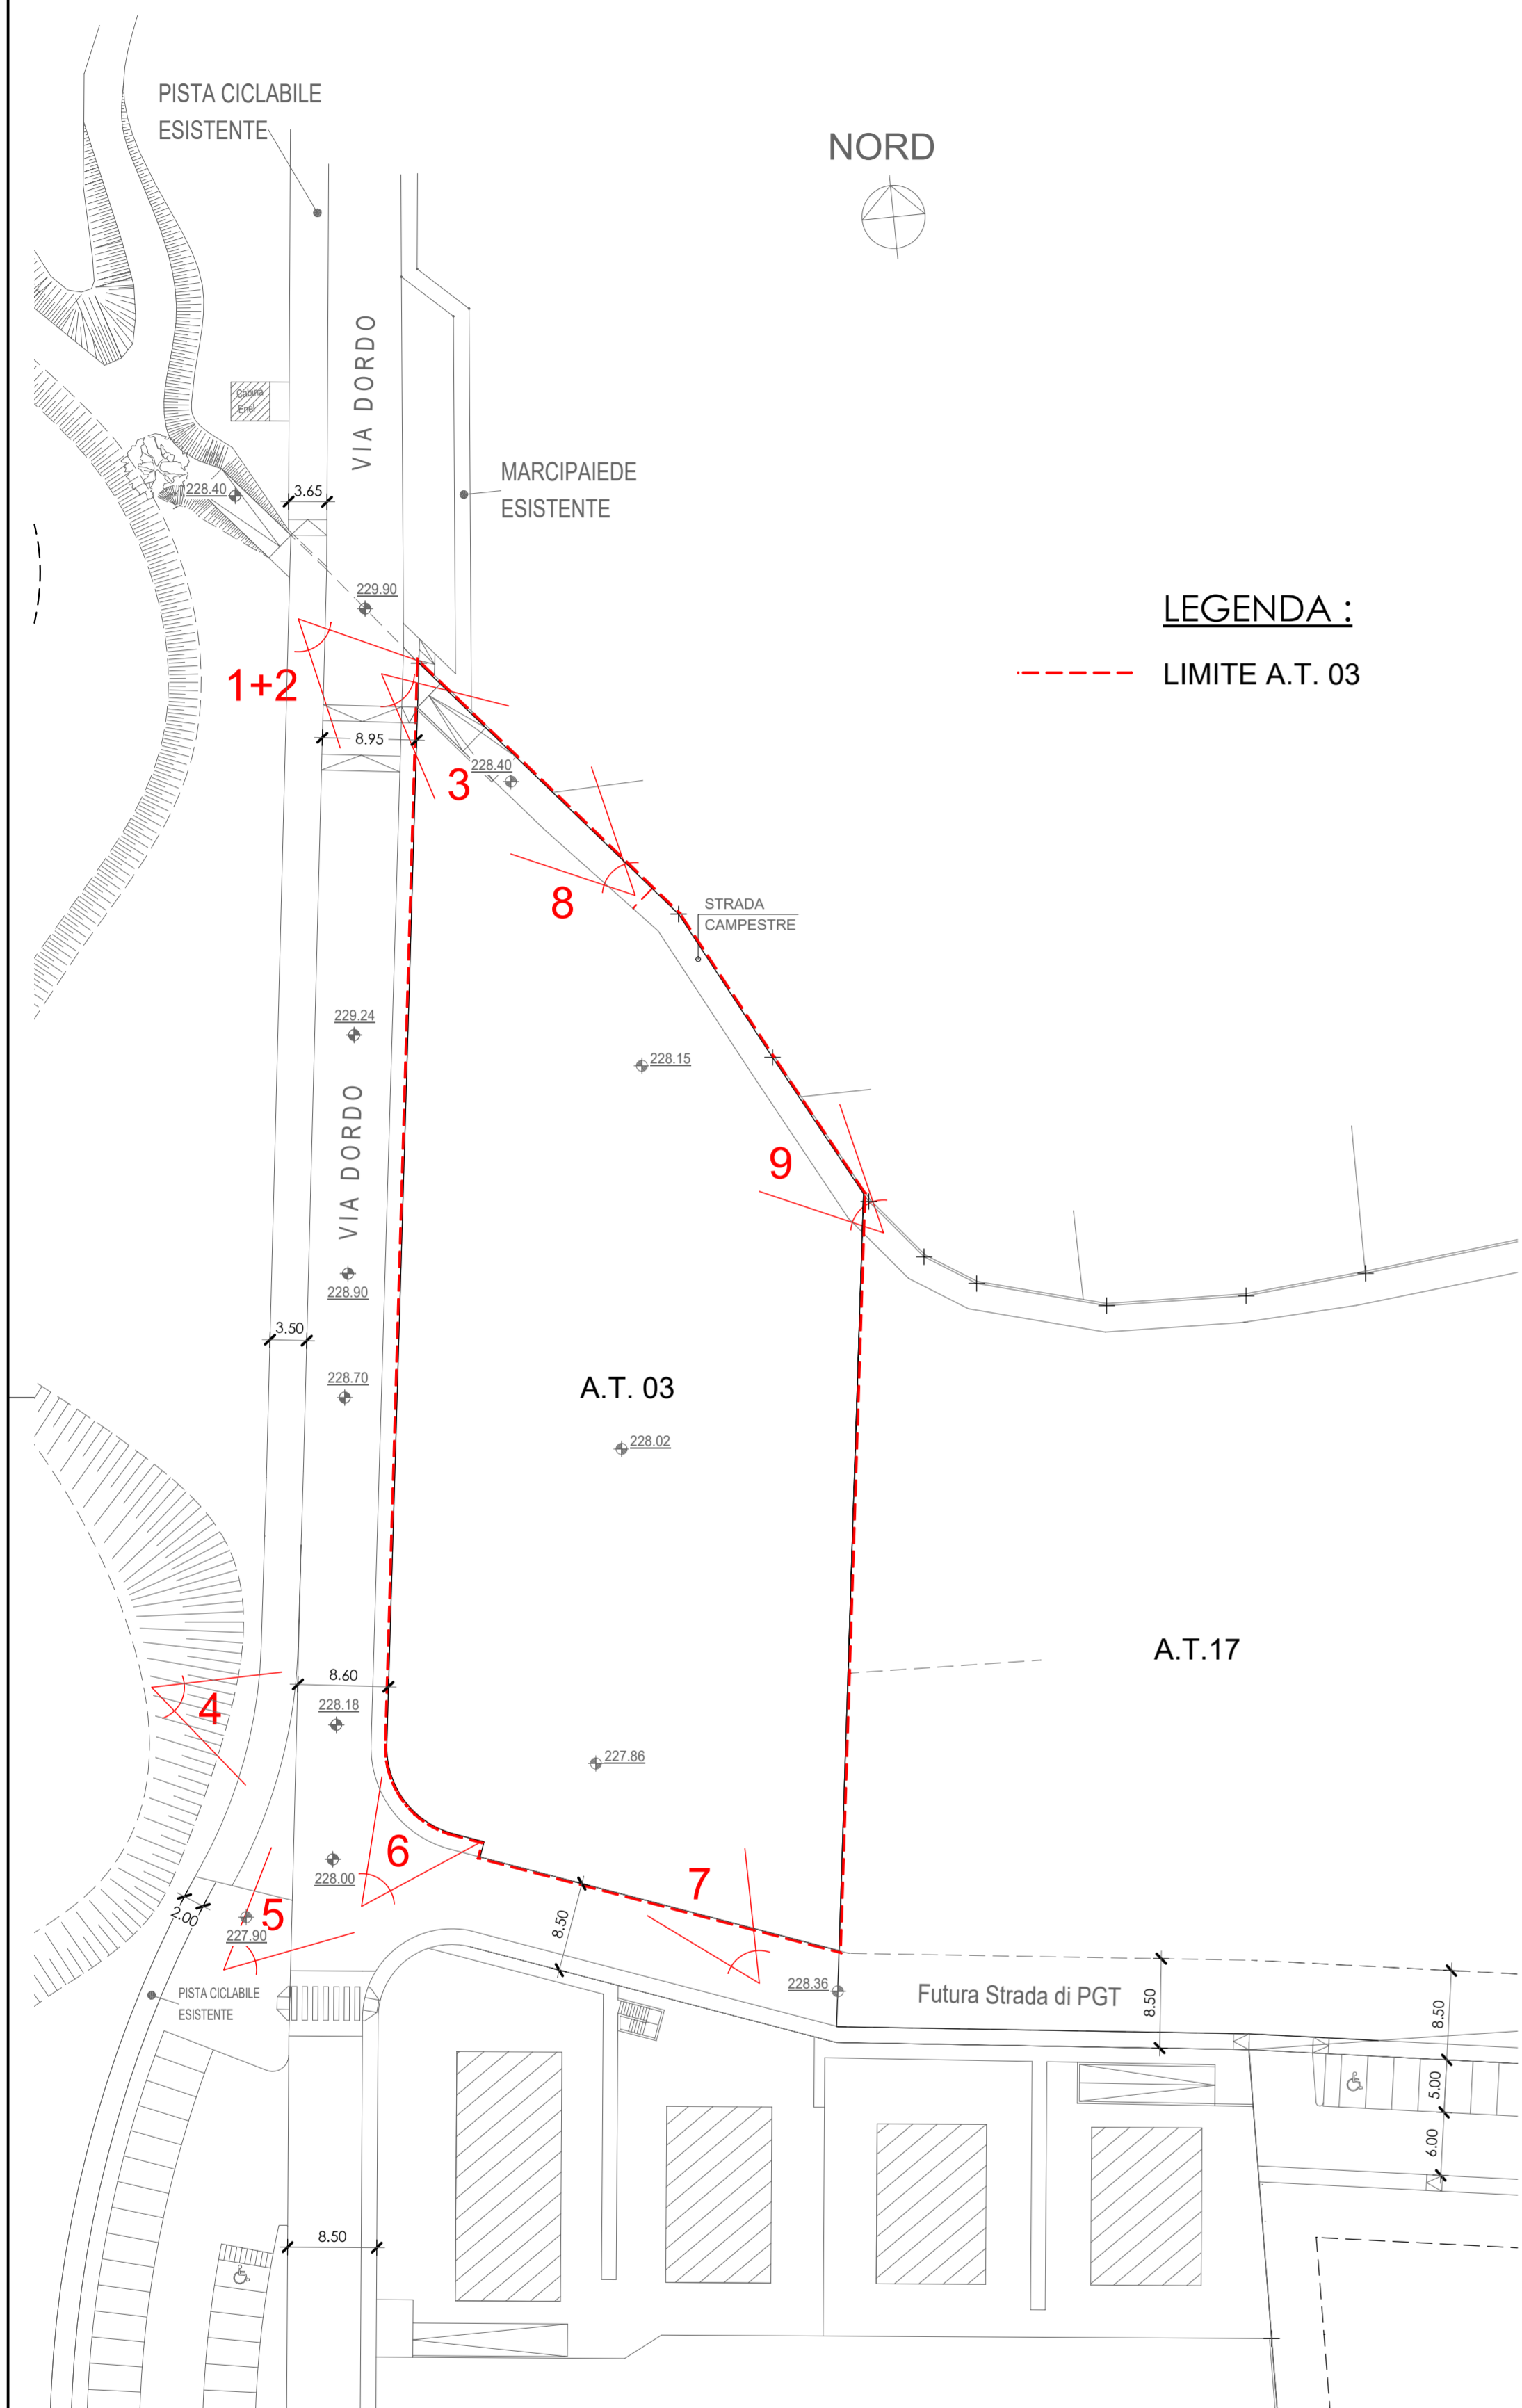 PISTA CICLABILE
ESISTENTE
NORD
VIA DORDO
Cabina
Enel
MARCIPAIEDE
ESISTENTE
228.40
3.65
229.90
LEGENDA :
LIMITE A.T. 03
1+2
8.95
228.40
3
8
STRADA
CAMPESTRE
229.24
228.15
VIA DORDO
9
228.90
3.50
228.70
A.T. 03
228.02
A.T.17
8.60
228.18
4
227.86
6
228.00
7
5
2.00
227.90
8.50
PISTA CICLABILE
ESISTENTE
228.36
Futura Strada di PGT
8.50
8.50
5.00
6.00
8.50